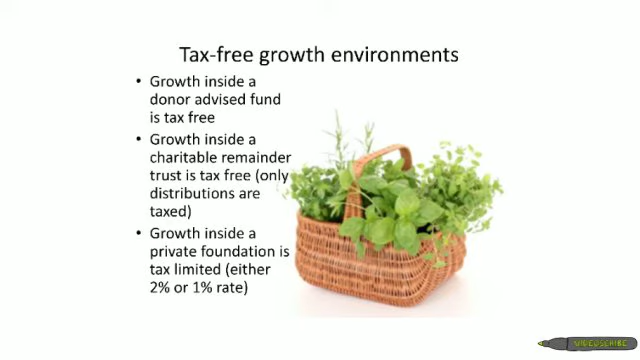 Tax-free growth environments
• Growth inside a
donor advised fund
is tax free
• Growth inside a
charitable remainder
trust is tax free (only
distributions are
taxed)
• Growth inside a
private foundation is
tax limited (either
2% or 1% rate)
VIDEOSCRIBE